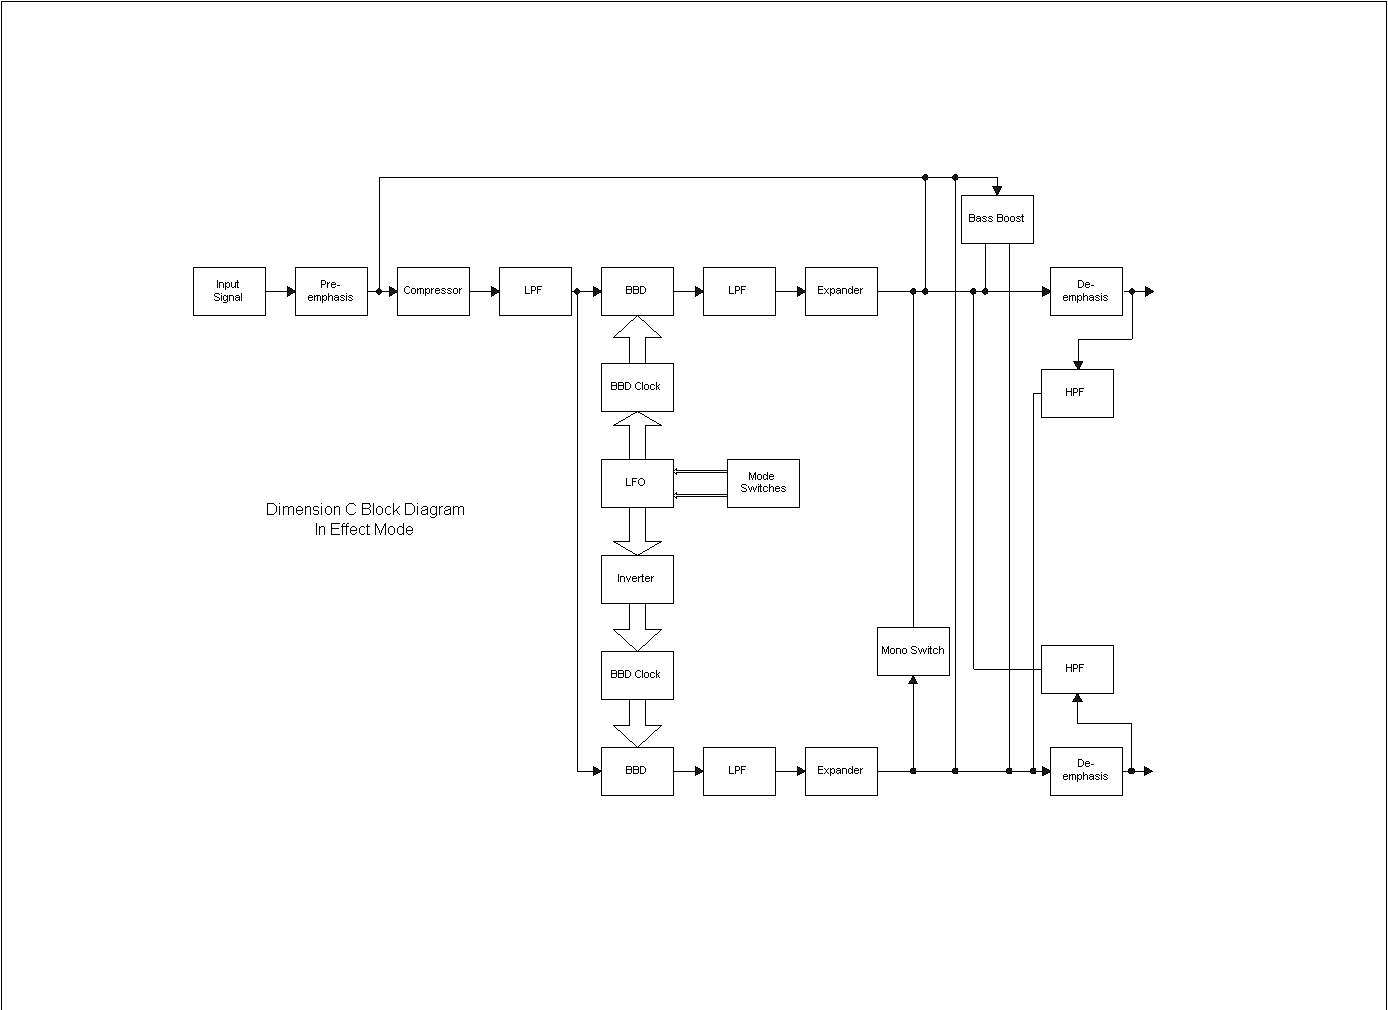 Bass Boost
Input
Signal
Pre-
emphasis
Compressor
LPF
BBD
LPF
Expander
De-
emphasis
BBD Clock
HPF
LFO
Mode
Switches
Dimension C Block Diagram
In Effect Mode
Inverter
Mono Switch
BBD Clock
HPF
BBD
LPF
Expander
De-
emphasis